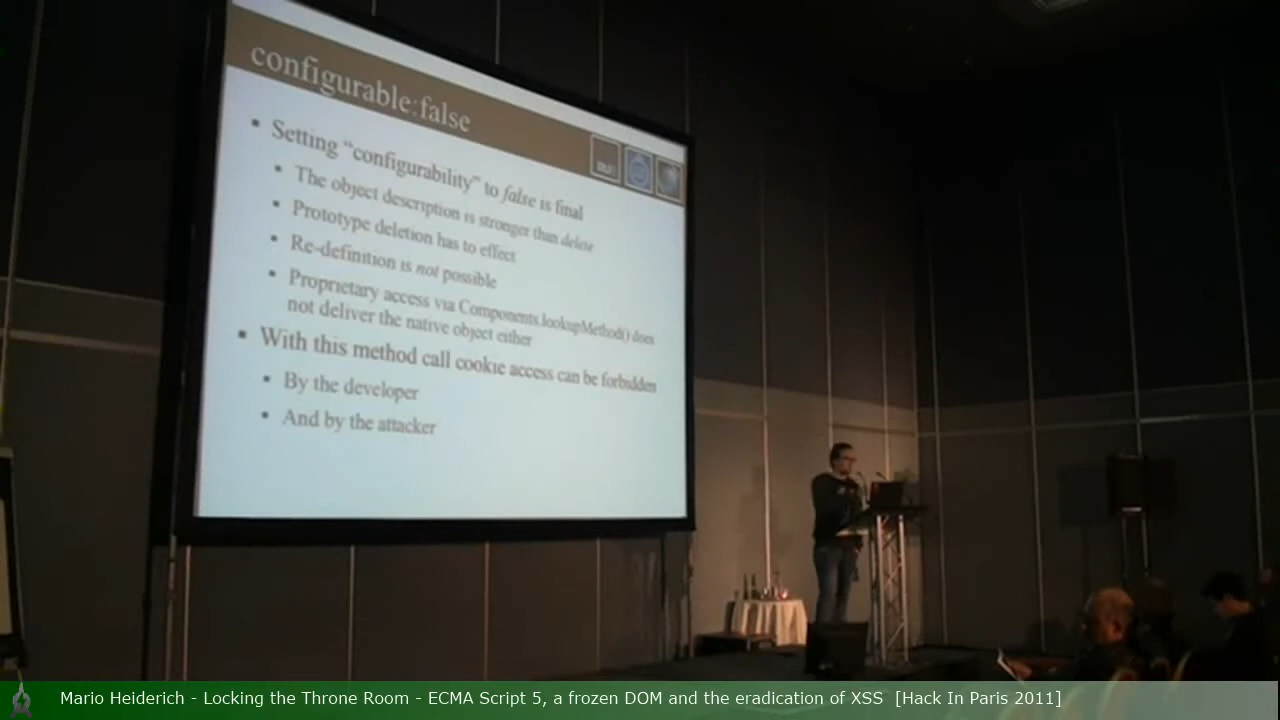 configurable:false
Setting “configurability” to false is final
The object description is stronger than delete
Prototype deletion has to effect
Re-definition is not possible
Proprietary access via Components.lookupMethod() does
not deliver the native object either
With this method call cookie access can be forbidden
By the developer
And by the attacker
Mario Heiderich - Locking the Throne Room - ECMA Script 5, a frozen DOM and the eradication of XSS [Hack In Paris 2011]